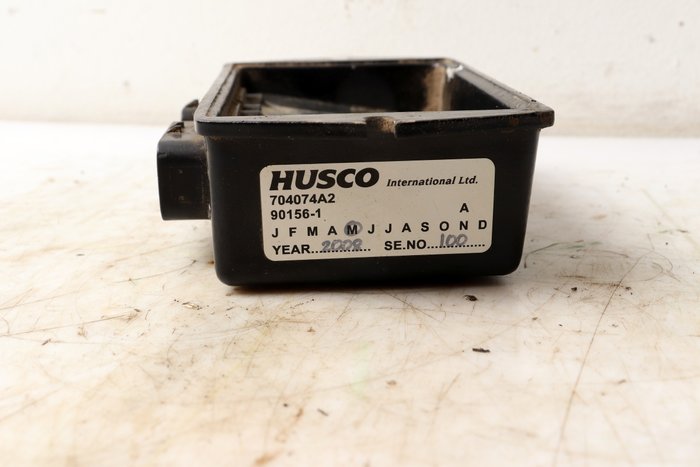 HUSCO International Ltd.
704074A2
90156-1 A
J F M A M J J A S O N D
YEAR...2008............ SE.NO...100............